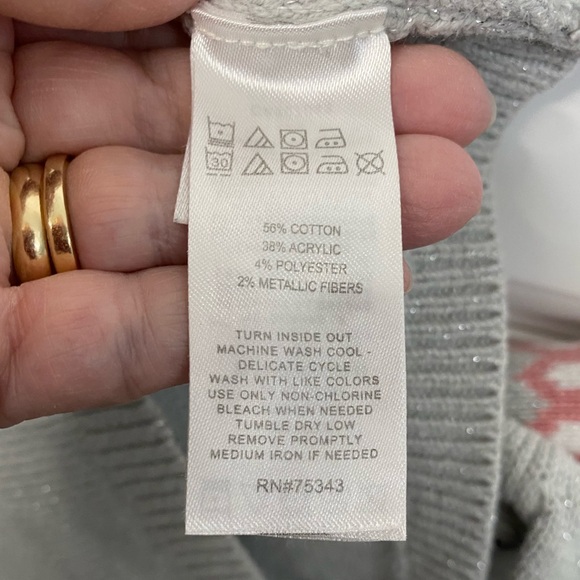 30
56% COTTON
38% ACRYLIC
4% POLYESTER
2% METALLIC FIBERS
TURN INSIDE OUT
MACHINE WASH COOL -
DELICATE CYCLE
WASH WITH LIKE COLORS
USE ONLY NON-CHLORINE
BLEACH WHEN NEEDED
TUMBLE DRY LOW
REMOVE PROMPTLY
MEDIUM IRON IF NEEDED
RN#75343